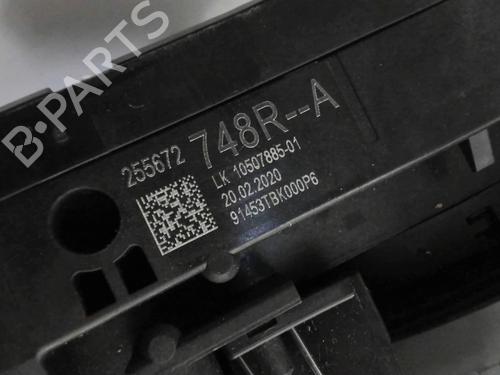 B-PARTS
255672 748R--A
LK 10507885-01
20.02.2020
91453TBK000P6